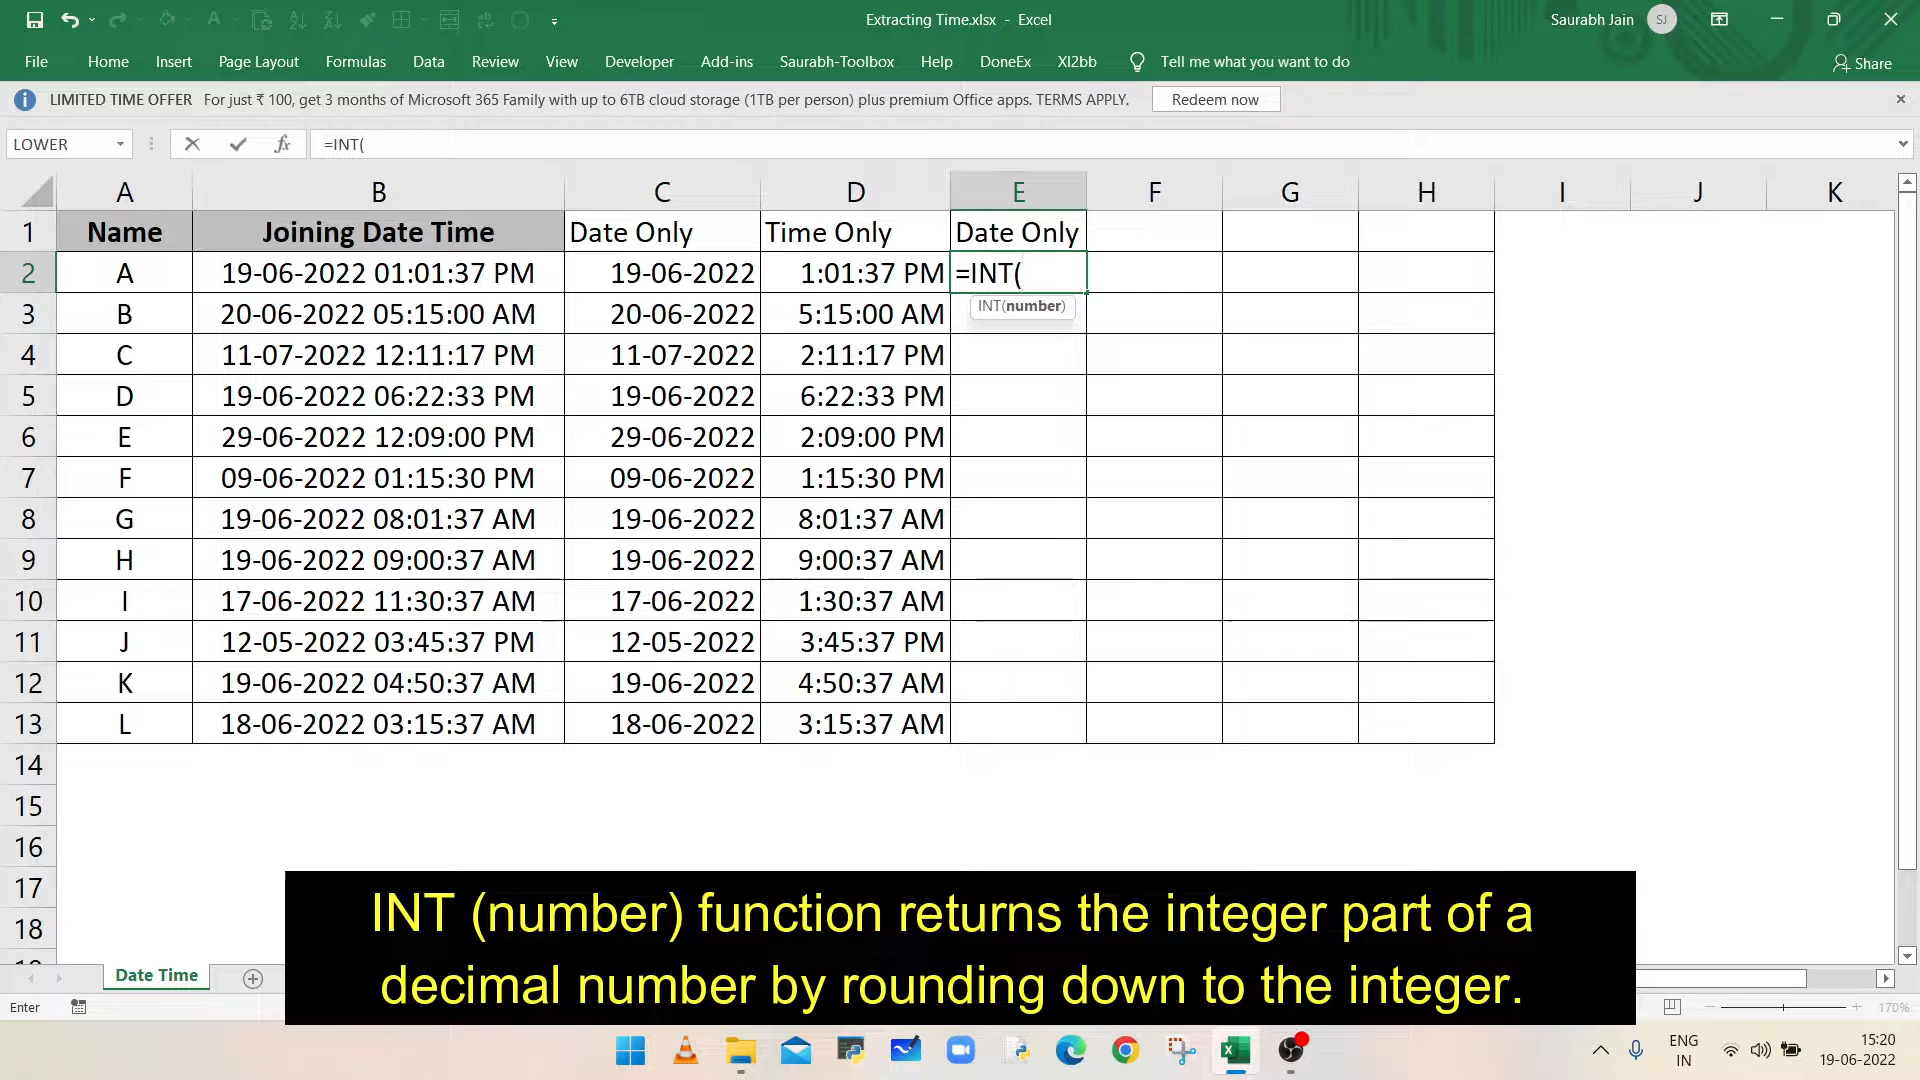 Extracting Time.xlsx - Excel
Saurabh Jain SJ
File Home Insert Page Layout Formulas Data Review View Developer Add-ins Saurabh-Toolbox Help DoneEx Xl2bb Tell me what you want to do Share
LIMITED TIME OFFER For just ₹ 100, get 3 months of Microsoft 365 Family with up to 6TB cloud storage (1TB per person) plus premium Office apps. TERMS APPLY. Redeem now
LOWER fx =INT(
A B C D E F G H I J K
1 Name Joining Date Time Date Only Time Only Date Only
2 A 19-06-2022 01:01:37 PM 19-06-2022 1:01:37 PM =INT(
INT(number)
3 B 20-06-2022 05:15:00 AM 20-06-2022 5:15:00 AM
4 C 11-07-2022 12:11:17 PM 11-07-2022 2:11:17 PM
5 D 19-06-2022 06:22:33 PM 19-06-2022 6:22:33 PM
6 E 29-06-2022 12:09:00 PM 29-06-2022 2:09:00 PM
7 F 09-06-2022 01:15:30 PM 09-06-2022 1:15:30 PM
8 G 19-06-2022 08:01:37 AM 19-06-2022 8:01:37 AM
9 H 19-06-2022 09:00:37 AM 19-06-2022 9:00:37 AM
10 I 17-06-2022 11:30:37 AM 17-06-2022 1:30:37 AM
11 J 12-05-2022 03:45:37 PM 12-05-2022 3:45:37 PM
12 K 19-06-2022 04:50:37 AM 19-06-2022 4:50:37 AM
13 L 18-06-2022 03:15:37 AM 18-06-2022 3:15:37 AM
14
15
16
17
18
INT (number) function returns the integer part of a
decimal number by rounding down to the integer.
Date Time
Enter 170%
ENG
IN
15:20
19-06-2022